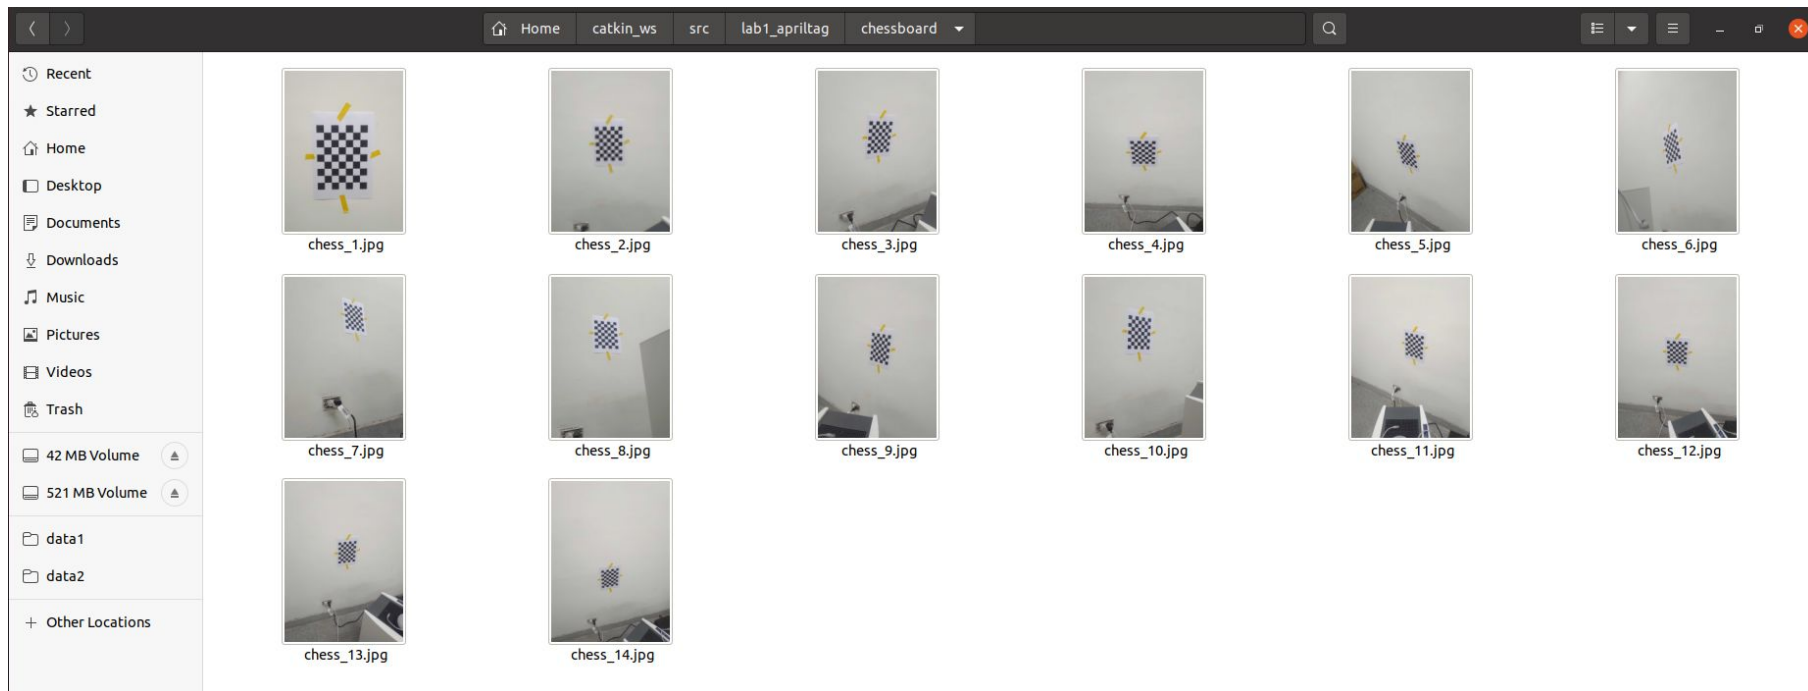 Home catkin_ws src lab1_apriltag chessboard
Recent
Starred
Home
Desktop
Documents
Downloads
Music
Pictures
Videos
Trash
42 MB Volume
521 MB Volume
data1
data2
+ Other Locations
chess_1.jpg chess_2.jpg chess_3.jpg chess_4.jpg chess_5.jpg chess_6.jpg
chess_7.jpg chess_8.jpg chess_9.jpg chess_10.jpg chess_11.jpg chess_12.jpg
chess_13.jpg chess_14.jpg